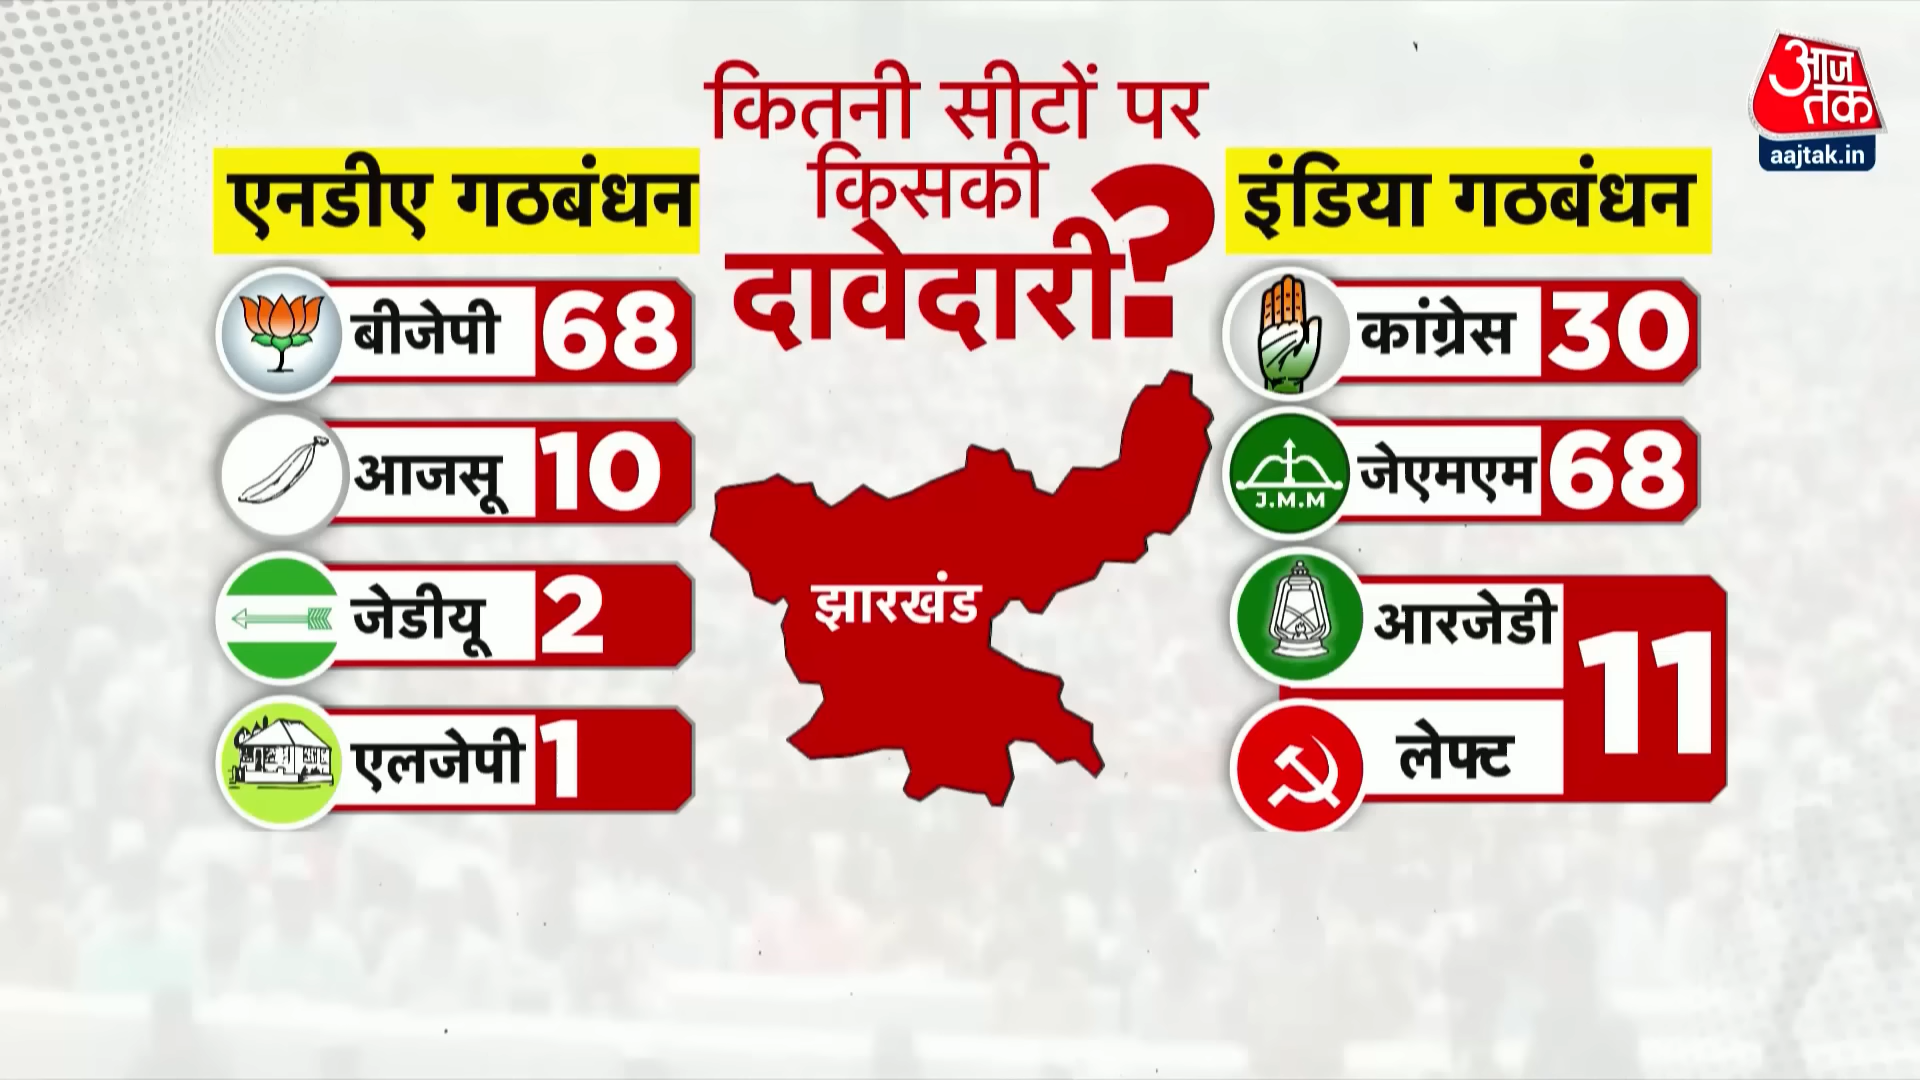 कितनी सीटों पर
किसकी
दावेदारी?
एनडीए गठबंधन
बीजेपी 68
आजसू 10
जेडीयू 2
एलजेपी 1
झारखंड
इंडिया गठबंधन
कांग्रेस 30
J.M.M
जेएमएम 68
आरजेडी
लेफ्ट
11
आज
तक
aajtak.in